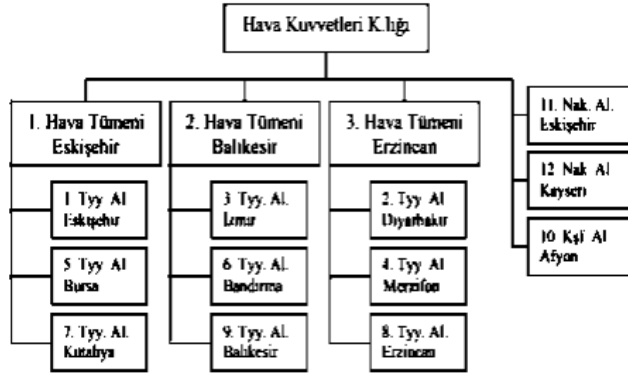 Hava Kuvvetleri K.lığı
1. Hava Tümeni
Eskişehir
2. Hava Tümeni
Balıkesir
3. Hava Tümeni
Erzincan
11. Nak. Al.
Eskişehir
12 Nak Al
Kayseri
10 Kşf Al
Afyon
1 Tyy Al
Eskişehir
5 Tyy Al
Bursa
7. Tyy. Al.
Kütahya
3 Tyy. Al.
İzmir
6 Tyy. Al.
Bandırma
9. Tyy. Al.
Balıkesir
2. Tyy Al
Diyarbakır
4. Tyy Al
Merzifon
8. Tyy. Al.
Erzincan